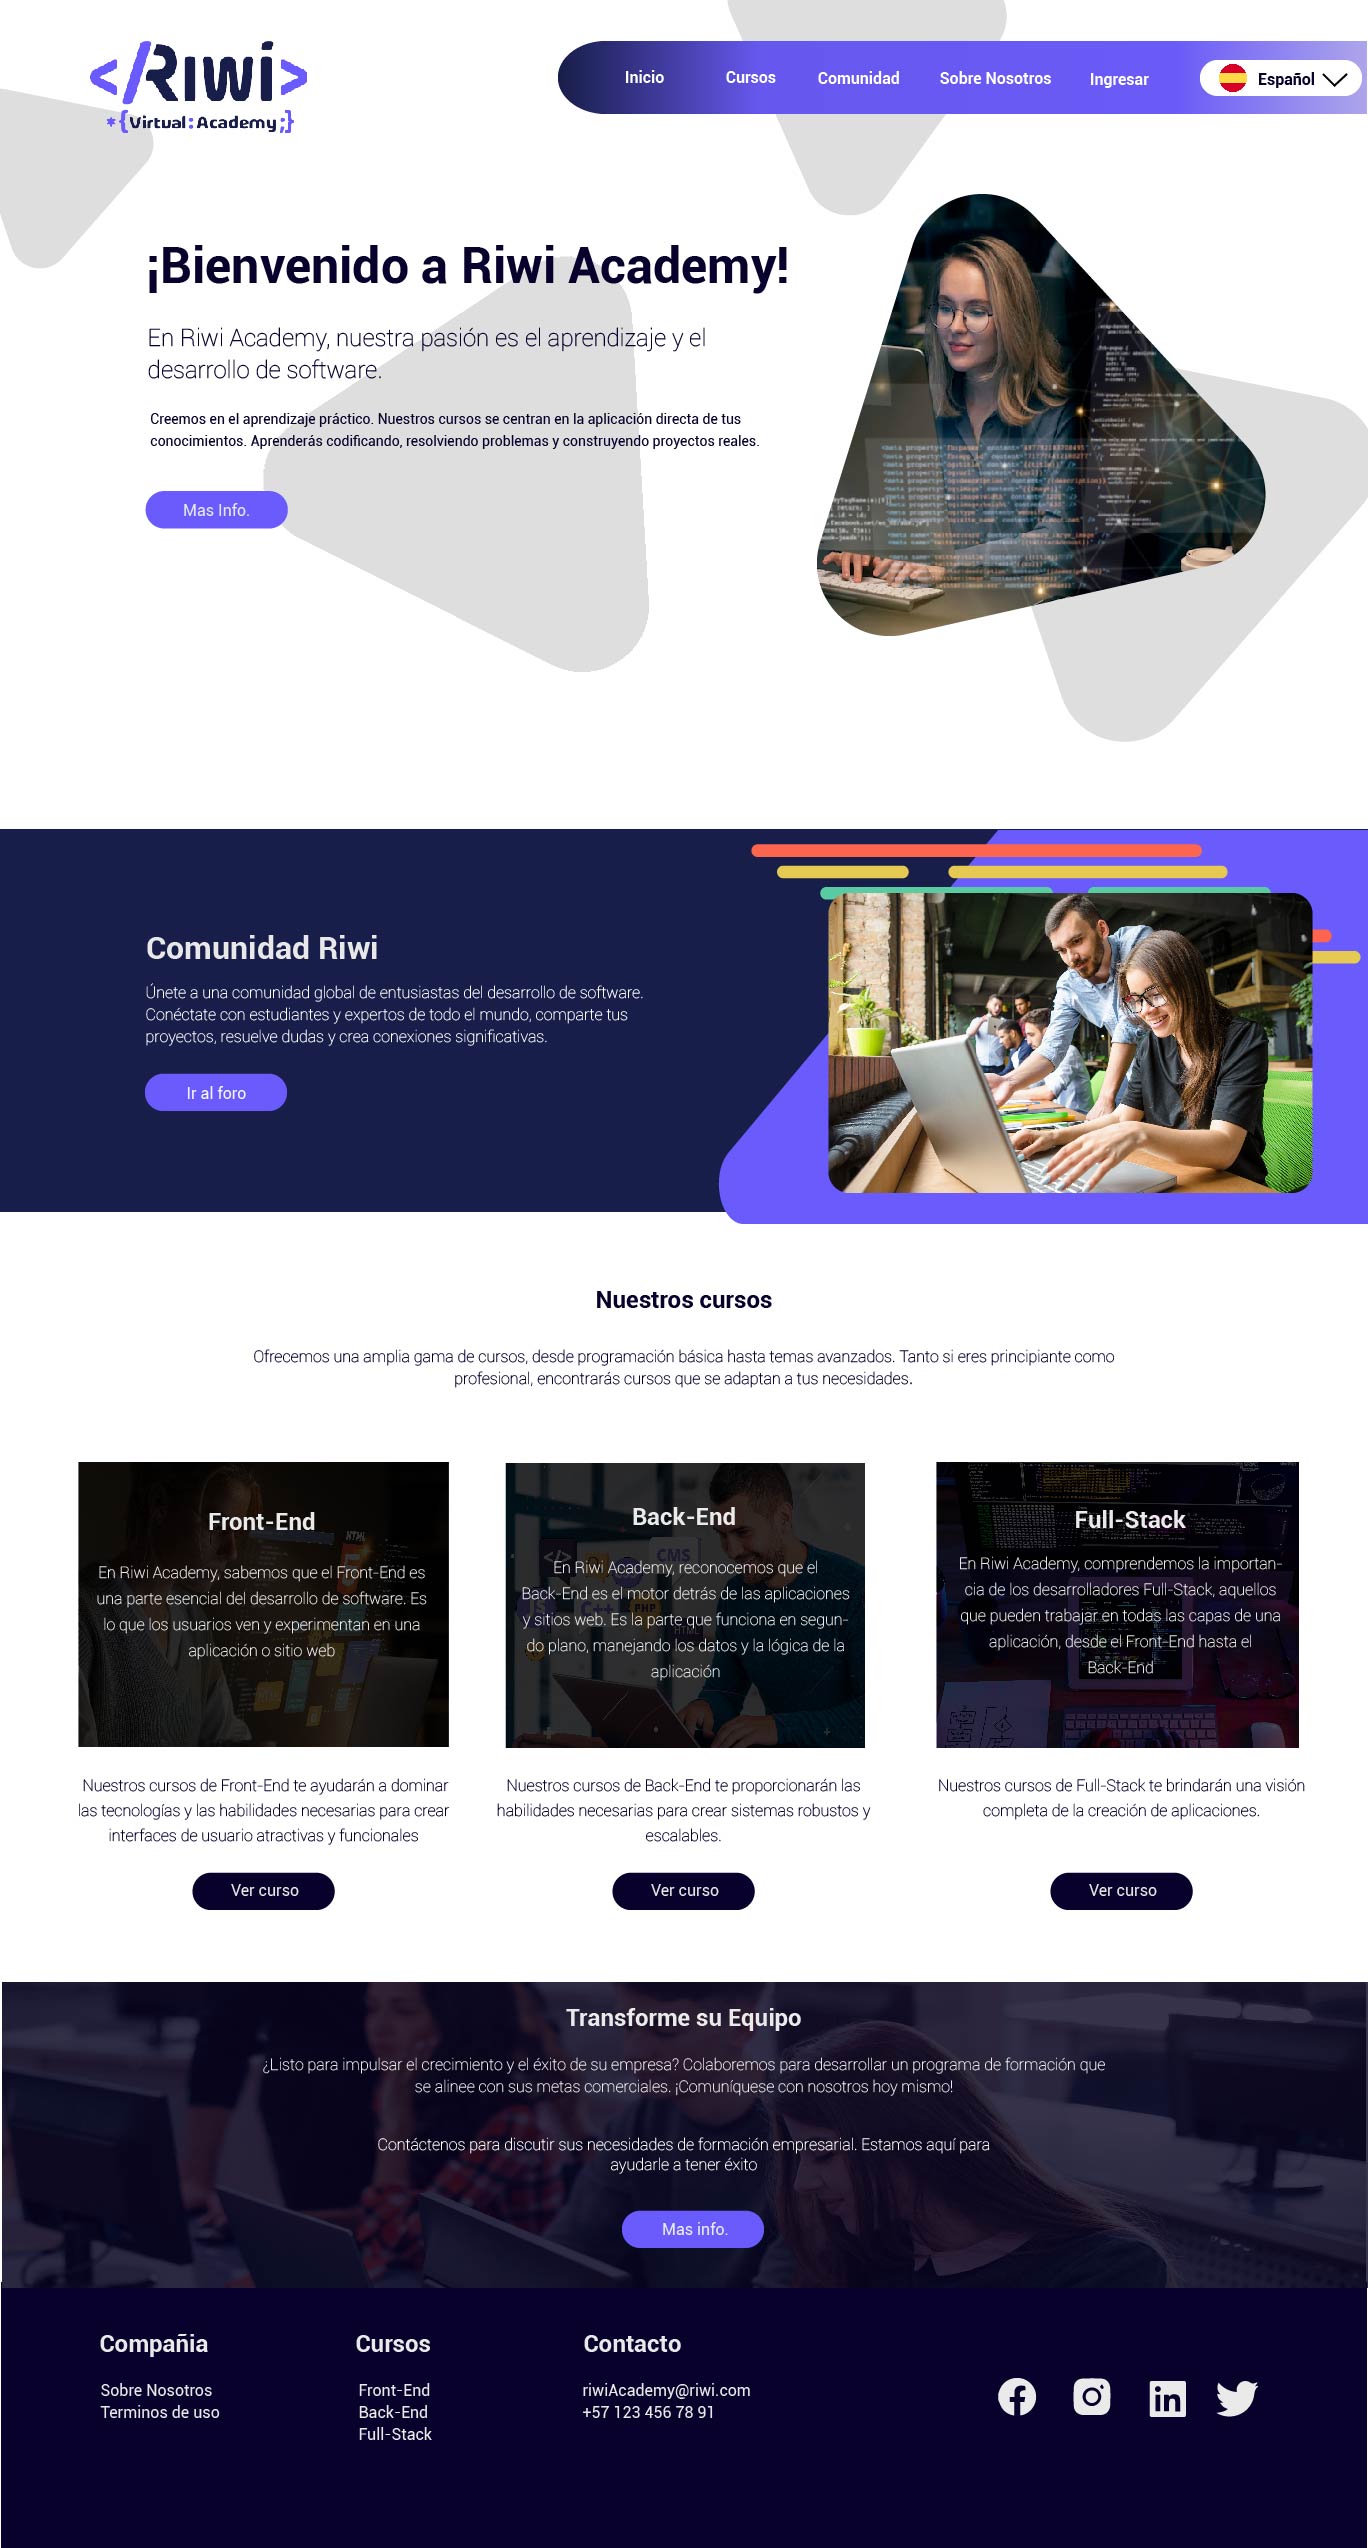 </Riwi>
*{Virtual:Academy;}
Inicio
Cursos
Comunidad
Sobre Nosotros
Ingresar
Español
¡Bienvenido a Riwi Academy!
En Riwi Academy, nuestra pasión es el aprendizaje y el
desarrollo de software.
Creemos en el aprendizaje práctico. Nuestros cursos se centran en la aplicación directa de tus
conocimientos. Aprenderás codificando, resolviendo problemas y construyendo proyectos reales.
Mas Info.
Comunidad Riwi
Únete a una comunidad global de entusiastas del desarrollo de software.
Conéctate con estudiantes y expertos de todo el mundo, comparte tus
proyectos, resuelve dudas y crea conexiones significativas.
Ir al foro
Nuestros cursos
Ofrecemos una amplia gama de cursos, desde programación básica hasta temas avanzados. Tanto si eres principiante como
profesional, encontrarás cursos que se adaptan a tus necesidades.
Front-End
HTML
En Riwi Academy, sabemos que el Front-End es
una parte esencial del desarrollo de software. Es
lo que los usuarios ven y experimentan en una
aplicación o sitio web
HTML
Nuestros cursos de Front-End te ayudarán a dominar
las tecnologías y las habilidades necesarias para crear
interfaces de usuario atractivas y funcionales
Ver curso
Back-End
</>
CMS
En Riwi Academy, reconocemos que el
Back-End es el motor detrás de las aplicaciones
JS
C++
PHP
y sitios web. Es la parte que funciona en segun-
HTML
do plano, manejando los datos y la lógica de la
aplicación
Nuestros cursos de Back-End te proporcionarán las
habilidades necesarias para crear sistemas robustos y
escalables.
Ver curso
Full-Stack
En Riwi Academy, comprendemos la importan-
cia de los desarrolladores Full-Stack, aquellos
que pueden trabajar en todas las capas de una
aplicación, desde el Front-End hasta el
Back-End
Nuestros cursos de Full-Stack te brindarán una visión
completa de la creación de aplicaciones.
Ver curso
Transforme su Equipo
¿Listo para impulsar el crecimiento y el éxito de su empresa? Colaboremos para desarrollar un programa de formación que
se alinee con sus metas comerciales. ¡Comuníquese con nosotros hoy mismo!
Contáctenos para discutir sus necesidades de formación empresarial. Estamos aquí para
ayudarle a tener éxito
Mas info.
Compañia
Sobre Nosotros
Terminos de uso
Cursos
Front-End
Back-End
Full-Stack
Contacto
riwiAcademy@riwi.com
+57 123 456 78 91